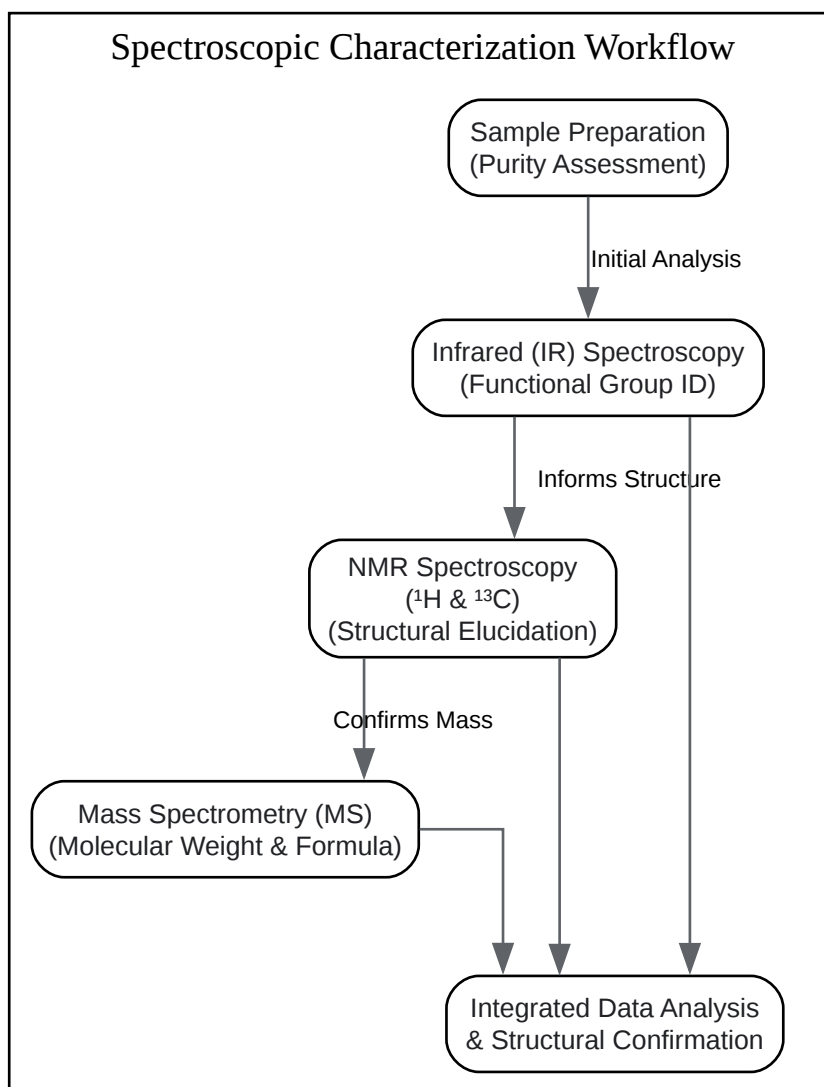 Spectroscopic Characterization Workflow
Sample Preparation
(Purity Assessment)
Initial Analysis
Infrared (IR) Spectroscopy
(Functional Group ID)
Informs Structure
NMR Spectroscopy
(¹H & ¹³C)
(Structural Elucidation)
Confirms Mass
Mass Spectrometry (MS)
(Molecular Weight & Formula)
Integrated Data Analysis
& Structural Confirmation